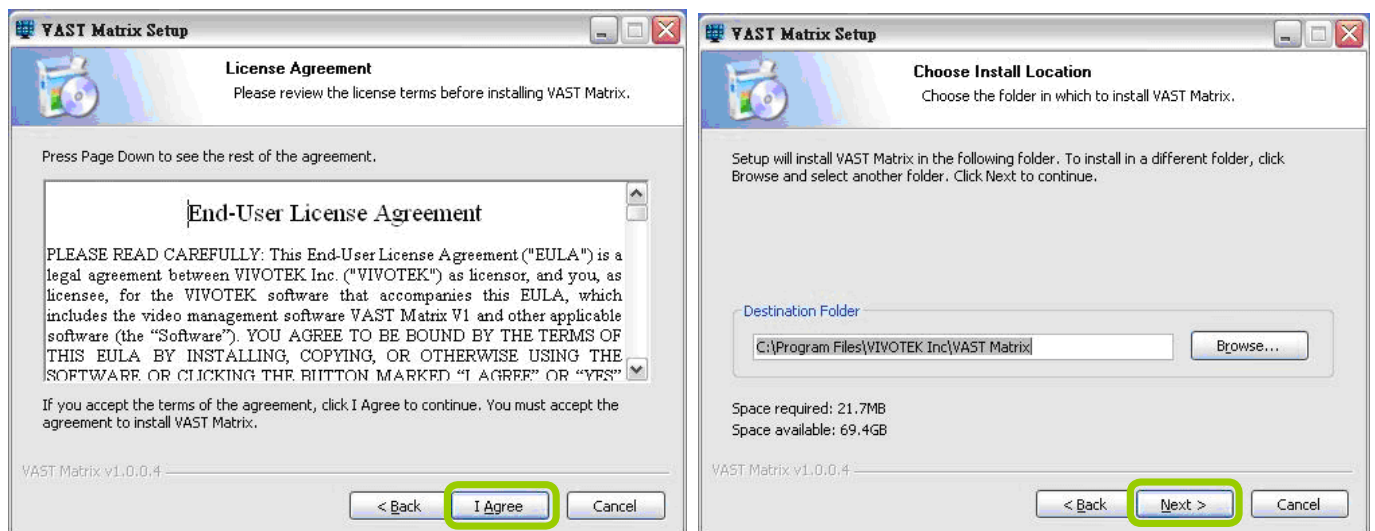 VAST Matrix Setup
License Agreement
Please review the license terms before installing VAST Matrix.
Press Page Down to see the rest of the agreement.
End-User License Agreement
PLEASE READ CAREFULLY: This End-User License Agreement ("EULA") is a
legal agreement between VIVOTEK Inc. ("VIVOTEK") as licensor, and you, as
licensee, for the VIVOTEK software that accompanies this EULA, which
includes the video management software VAST Matrix V1 and other applicable
software (the “Software”). YOU AGREE TO BE BOUND BY THE TERMS OF
THIS EULA BY INSTALLING, COPYING, OR OTHERWISE USING THE
SOFTWARE OR CLICKING THE BUTTON MARKED “I AGREE” OR “YES”
If you accept the terms of the agreement, click I Agree to continue. You must accept the
agreement to install VAST Matrix.
VAST Matrix v1.0.0.4
< Back
I Agree
Cancel
VAST Matrix Setup
Choose Install Location
Choose the folder in which to install VAST Matrix.
Setup will install VAST Matrix in the following folder. To install in a different folder, click
Browse and select another folder. Click Next to continue.
Destination Folder
C:\Program Files\VIVOTEK Inc\VAST Matrix
Browse...
Space required: 21.7MB
Space available: 69.4GB
VAST Matrix v1.0.0.4
< Back
Next >
Cancel